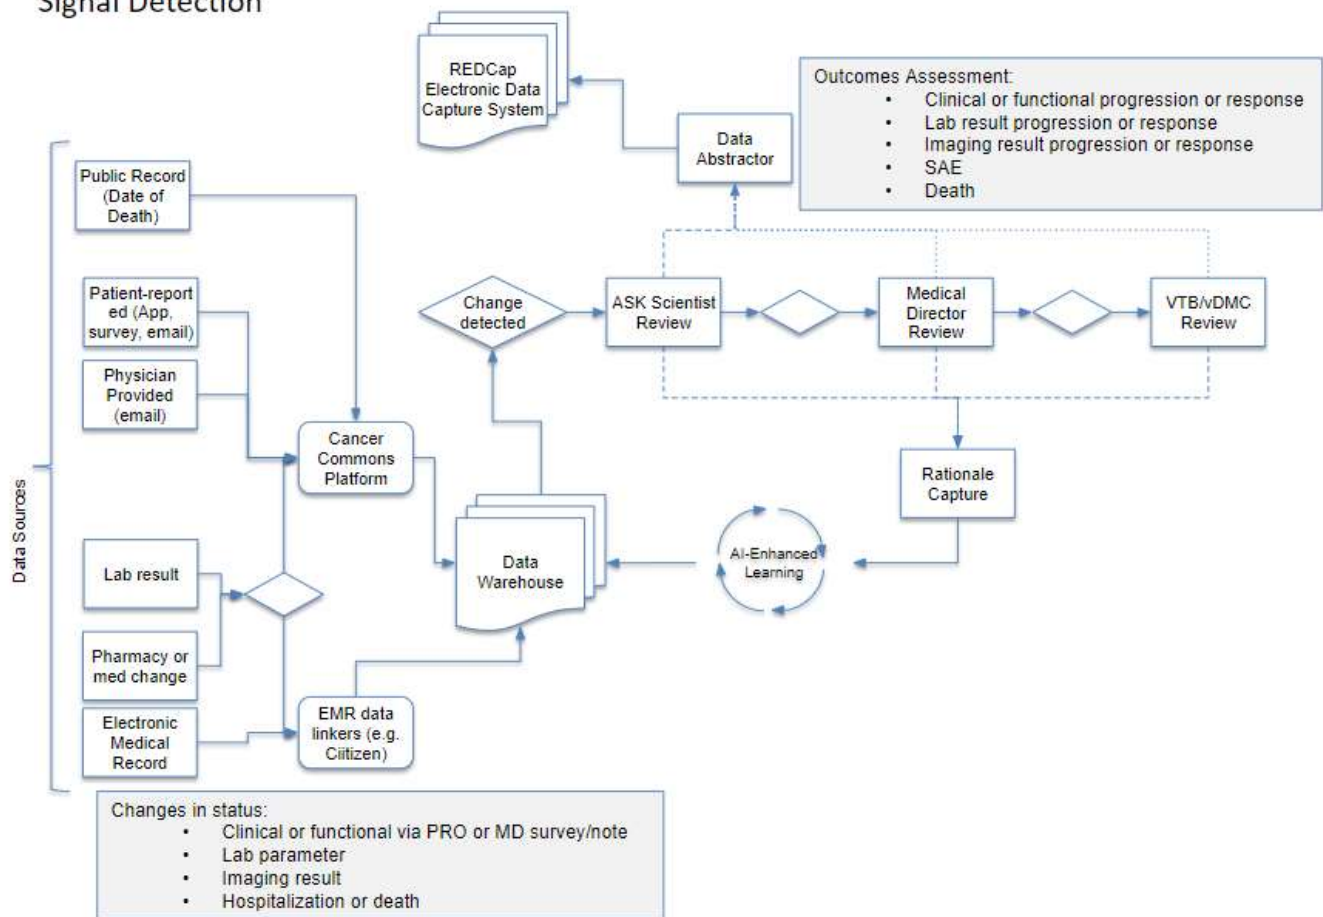 Signal Detection
REDCap
Electronic Data
Capture System
Data
Abstractor
Outcomes Assessment:
• Clinical or functional progression or response
• Lab result progression or response
• Imaging result progression or response
• SAE
• Death
Public Record
(Date of
Death)
Patient-report
ed (App,
survey, email)
Physician
Provided
(email)
Change
detected
ASK Scientist
Review
Medical
Director
Review
VTB/vDMC
Review
Cancer
Commons
Platform
Rationale
Capture
Data Sources
Lab result
Data
Warehouse
AI-Enhanced
Learning
Pharmacy or
med change
Electronic
Medical
Record
EMR data
linkers (e.g.
Ciitizen)
Changes in status:
• Clinical or functional via PRO or MD survey/note
• Lab parameter
• Imaging result
• Hospitalization or death